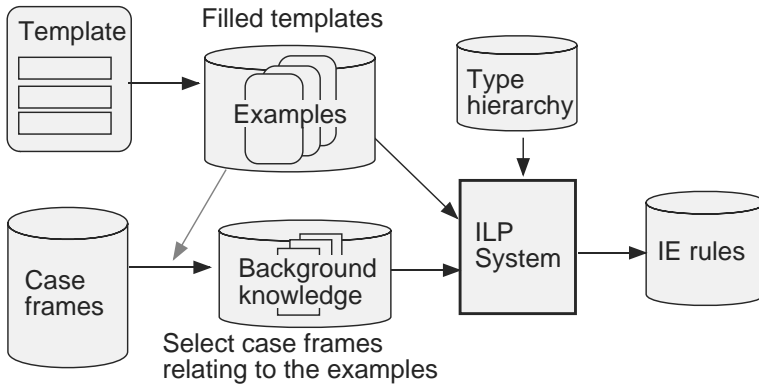 Filled templates
Template
Examples
Type
hierarchy
ILP
System
IE rules
Case
frames
Background
knowledge
Select case frames
relating to the examples